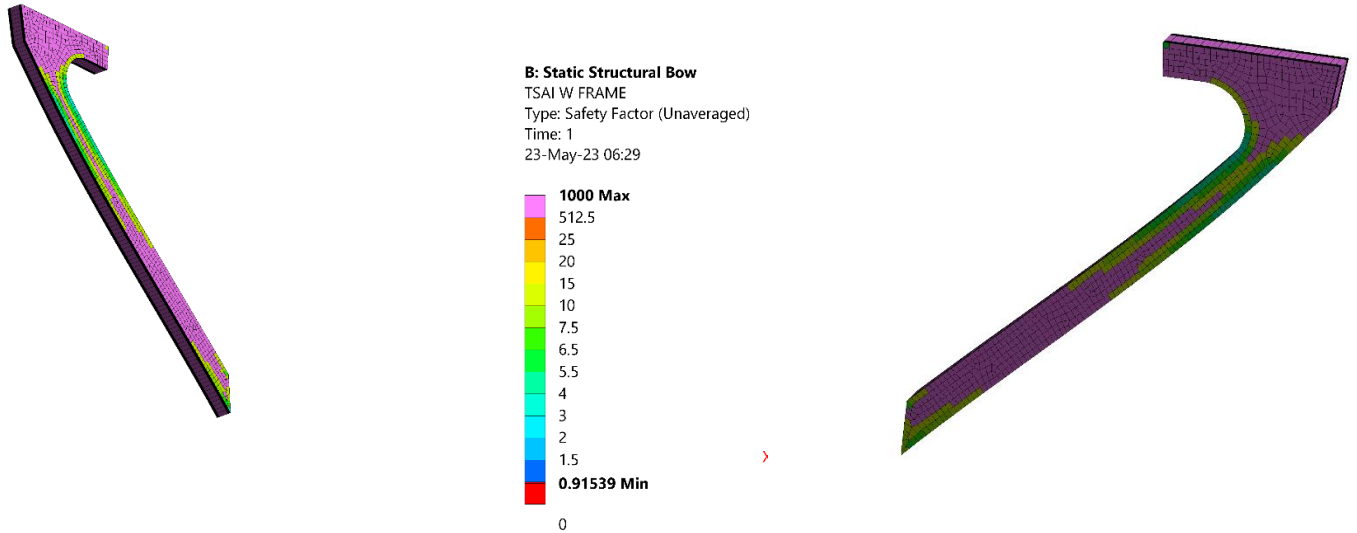 B: Static Structural Bow
TSAI W FRAME
Type: Safety Factor (Unaveraged)
Time: 1
23-May-23 06:29
1000 Max
512.5
25
20
15
10
7.5
6.5
5.5
4
3
2
1.5
0.91539 Min
0